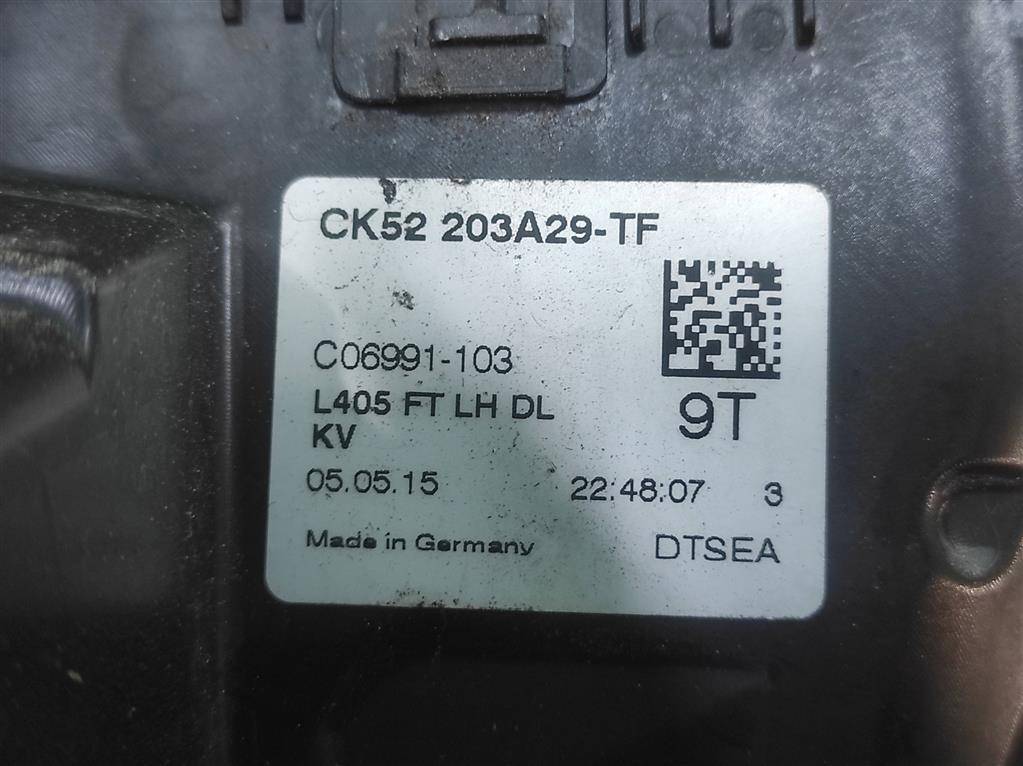 CK52 203A29-TF
C06991-103
L405 FT LH DL
KV
9T
05.05.15 22:48:07 3
Made in Germany DTSEA